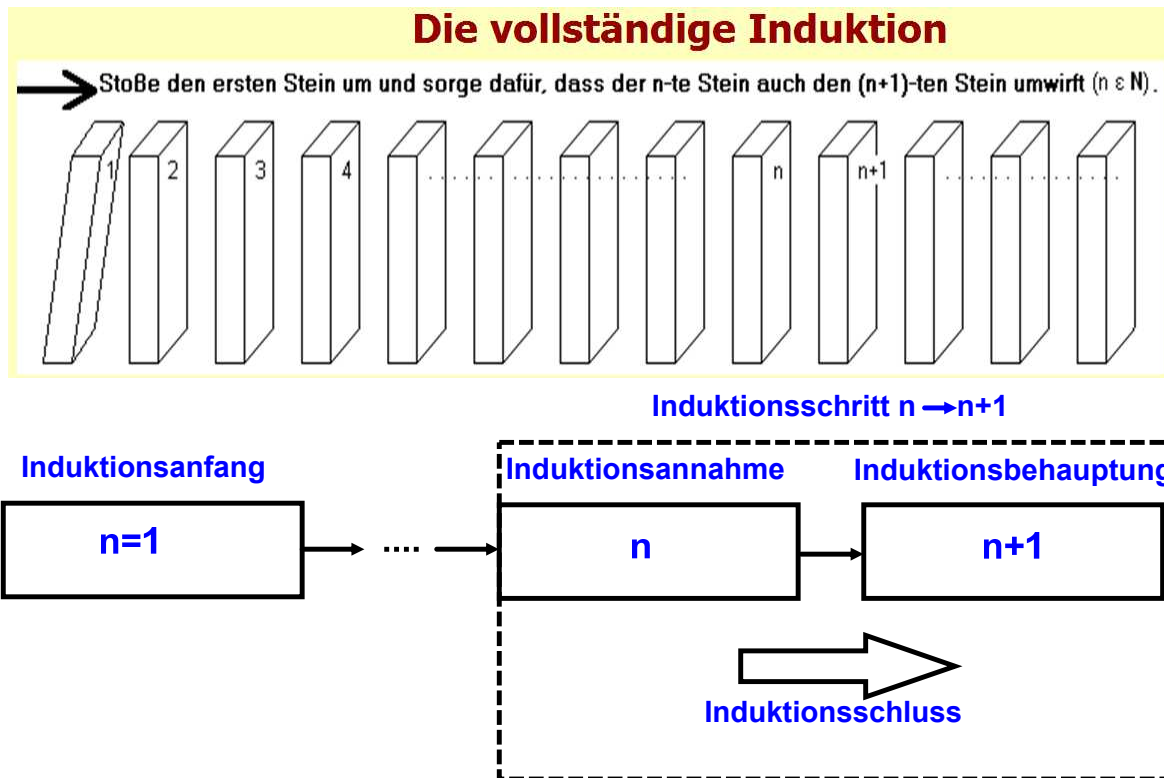 Die vollständige Induktion
Stoße den ersten Stein um und sorge dafür, dass der n-te Stein auch den (n+1)-ten Stein umwirft (n ε N).
1 2 3 4 ............ n n+1 ............
Induktionsschritt n → n+1
Induktionsanfang Induktionsannahme Induktionsbehauptung
n=1 .... n n+1
Induktionsschluss